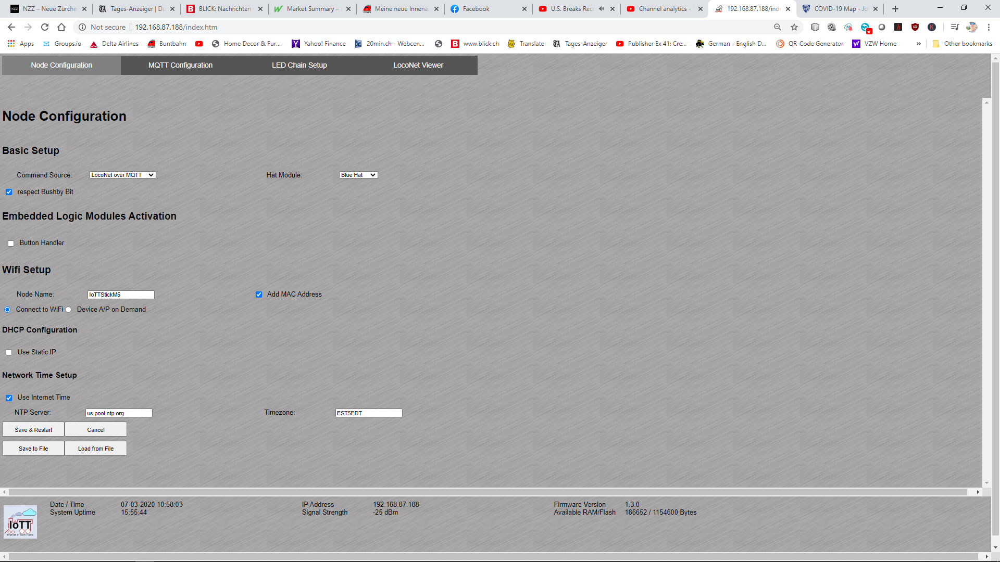 NZZ – Neue Zürche
Tages-Anzeiger | Du
BLICK: Nachrichten
Market Summary –
Meine neue Innena
Facebook
U.S. Breaks Rec
Channel analytics -
192.168.87.188/inde
COVID-19 Map - Jo
Not secure
192.168.87.188/index.htm
Apps
Groups.io
Delta Airlines
Buntbahn
Home Decor & Fur...
Yahoo! Finance
20min.ch - Webcen...
www.blick.ch
Translate
Tages-Anzeiger
Publisher Ex 41: Cre...
German - English D...
QR-Code Generator
VZW Home
»
Other bookmarks
Node Configuration
MQTT Configuration
LED Chain Setup
LocoNet Viewer
Node Configuration
Basic Setup
Command Source: LocoNet over MQTT
Hat Module: Blue Hat
respect Bushby Bit
Embedded Logic Modules Activation
Button Handler
Wifi Setup
Node Name: IoTTStickM5
Add MAC Address
Connect to WiFi
Device A/P on Demand
DHCP Configuration
Use Static IP
Network Time Setup
Use Internet Time
NTP Server: us.pool.ntp.org
Timezone: EST5EDT
Save & Restart
Cancel
Save to File
Load from File
IoTT
Internet of Tech Trains
Date / Time 07-03-2020 10:58:03
System Uptime 15:55:44
IP Address 192.168.87.188
Signal Strength -25 dBm
Firmware Version 1.3.0
Available RAM/Flash 186652 / 1154600 Bytes